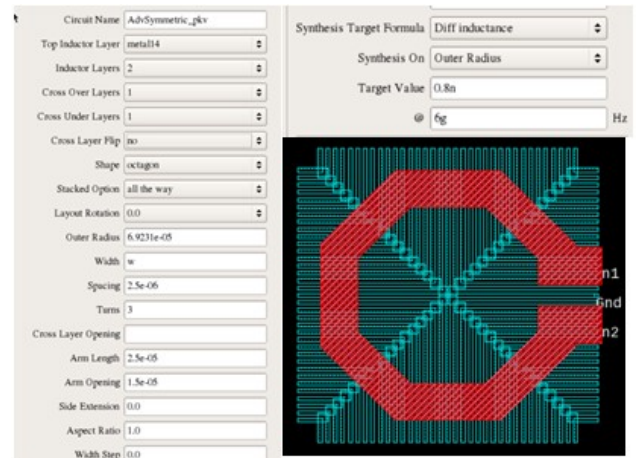 Circuit Name AdvSymmetric_pkv
Top Inductor Layer metal14
Inductor Layers 2
Cross Over Layers 1
Cross Under Layers 1
Cross Layer Flip no
Shape octagon
Stacked Option all the way
Layout Rotation 0.0
Outer Radius 6.9231e-05
Width w
Spacing 2.5e-06
Turns 3
Cross Layer Opening
Arm Length 2.5e-05
Arm Opening 1.5e-05
Side Extension 0.0
Aspect Ratio 1.0
Width Step 0.0
Synthesis Target Formula Diff inductance
Synthesis On Outer Radius
Target Value 0.8n
@ 6g Hz
n1
Gnd
n2